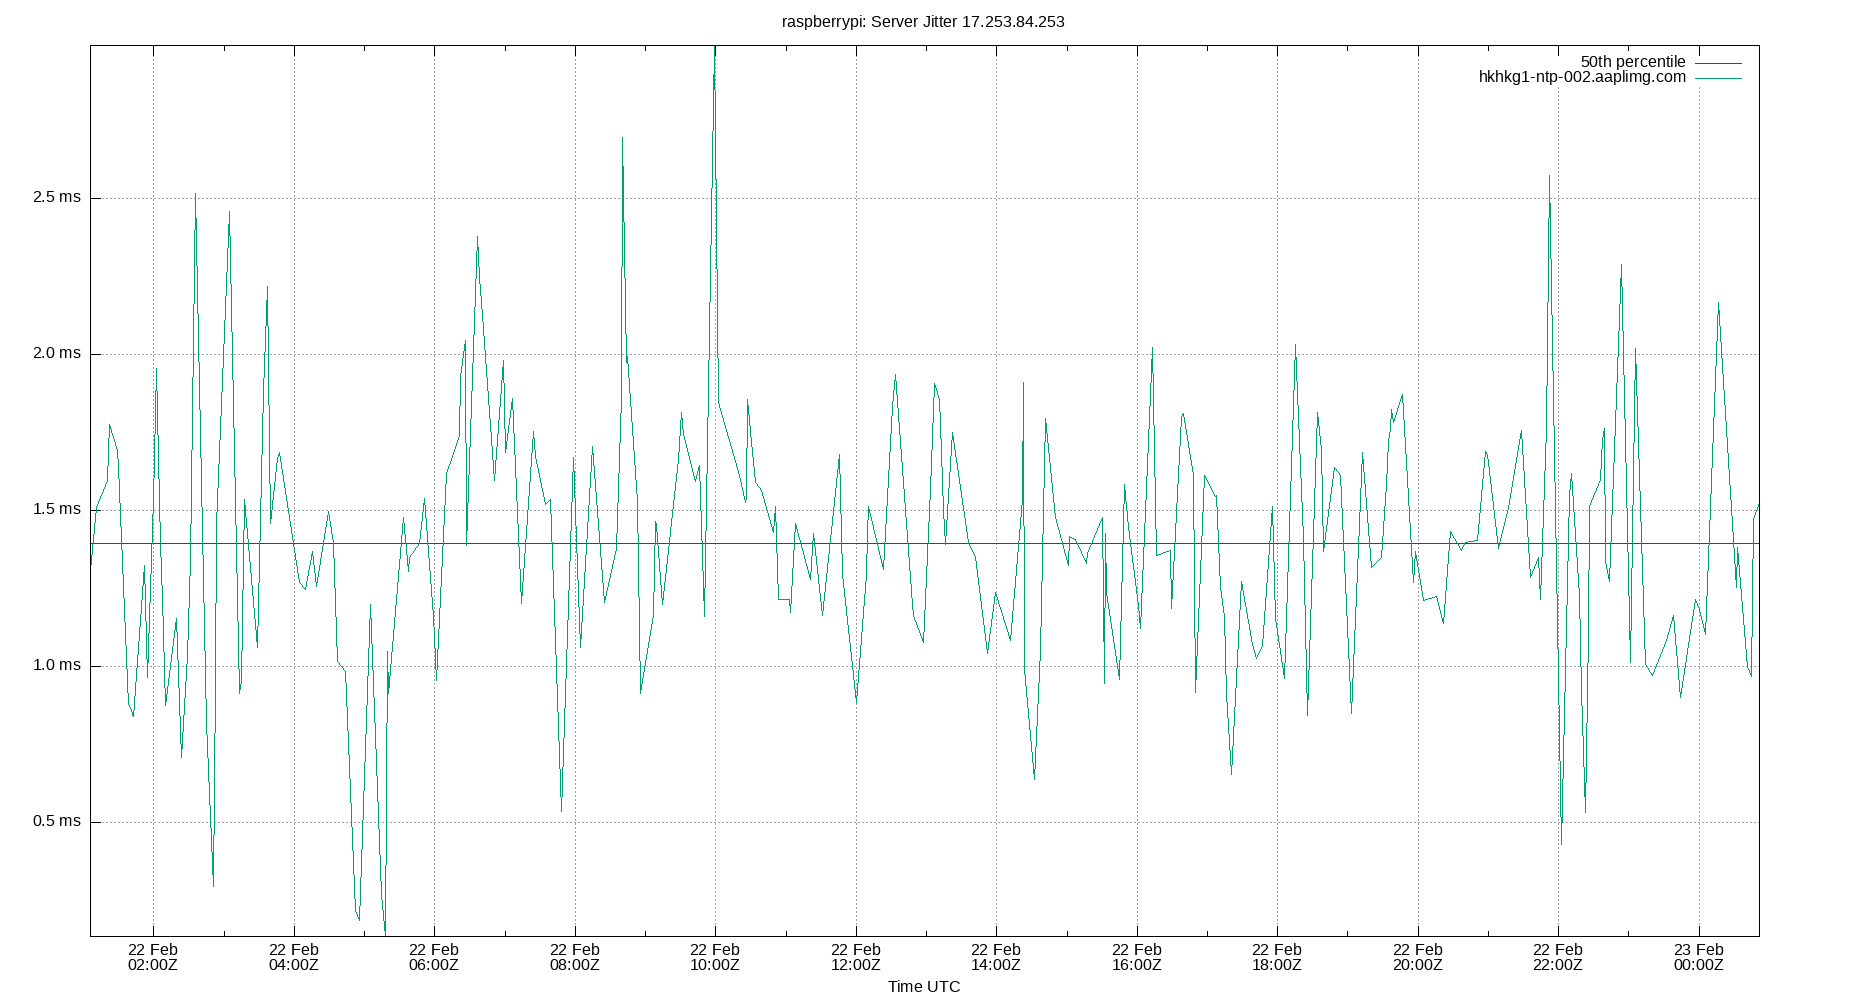 raspberrypi: Server Jitter 17.253.84.253
50th percentile
hkhkg1-ntp-002.aaplimg.com
2.5 ms
2.0 ms
1.5 ms
1.0 ms
0.5 ms
22 Feb 22 Feb 22 Feb 22 Feb 22 Feb 22 Feb 22 Feb 22 Feb 22 Feb 22 Feb 22 Feb 23 Feb
02:00Z 04:00Z 06:00Z 08:00Z 10:00Z 12:00Z 14:00Z 16:00Z 18:00Z 20:00Z 22:00Z 00:00Z
Time UTC